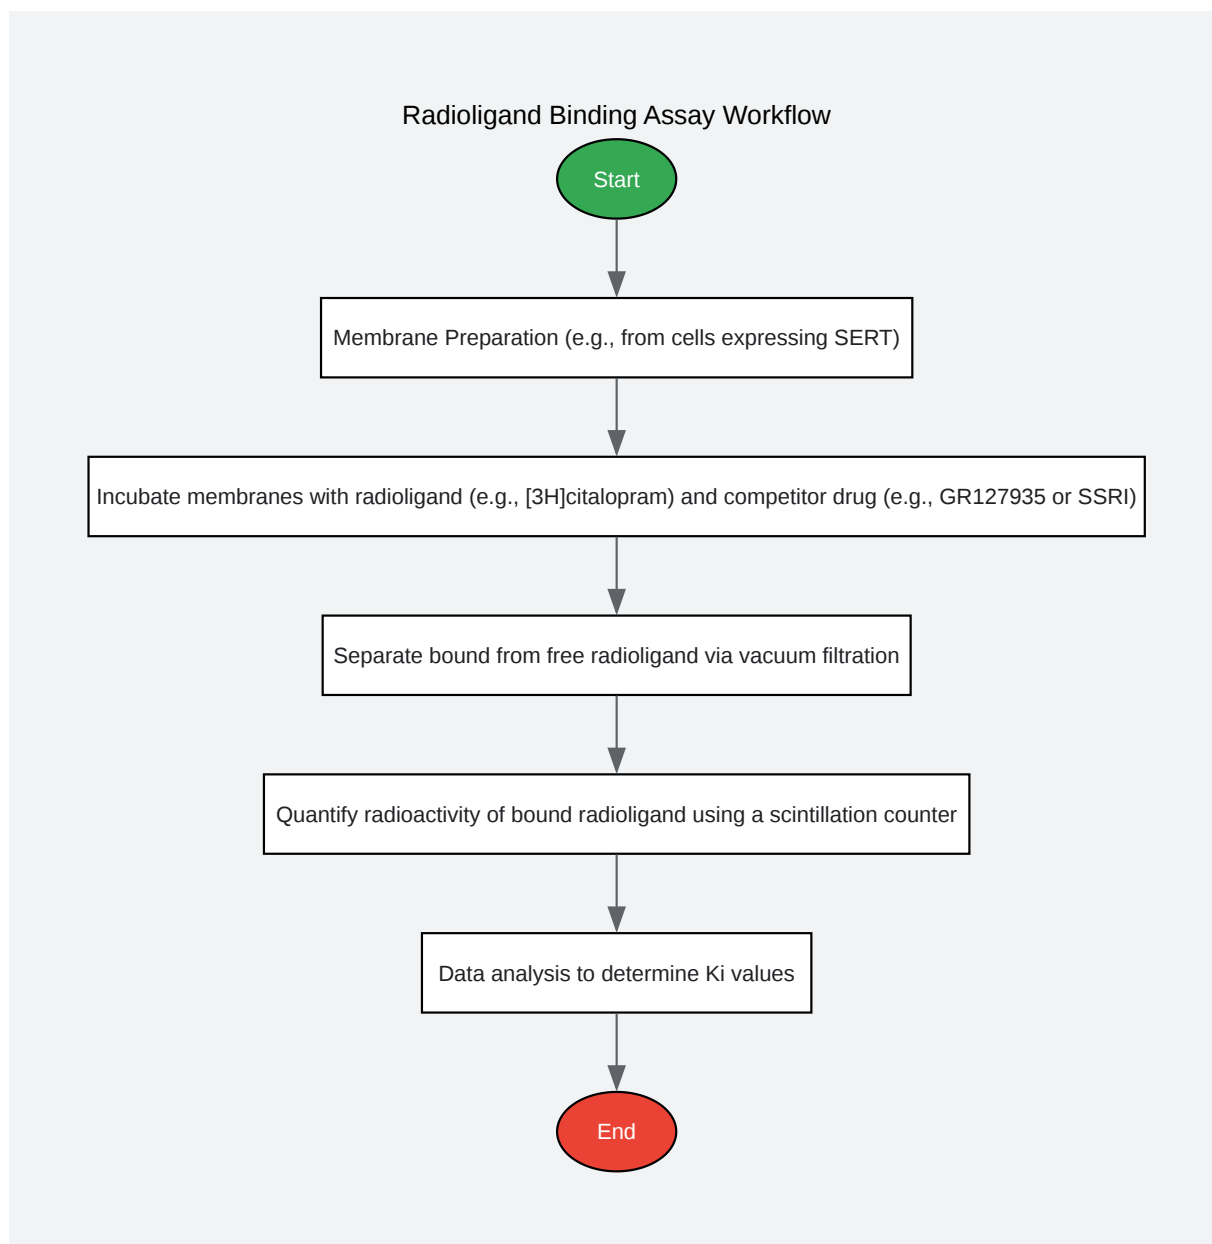 Radioligand Binding Assay Workflow
Start
Membrane Preparation (e.g., from cells expressing SERT)
Incubate membranes with radioligand (e.g., [3H]citalopram) and competitor drug (e.g., GR127935 or SSRI)
Separate bound from free radioligand via vacuum filtration
Quantify radioactivity of bound radioligand using a scintillation counter
Data analysis to determine Ki values
End